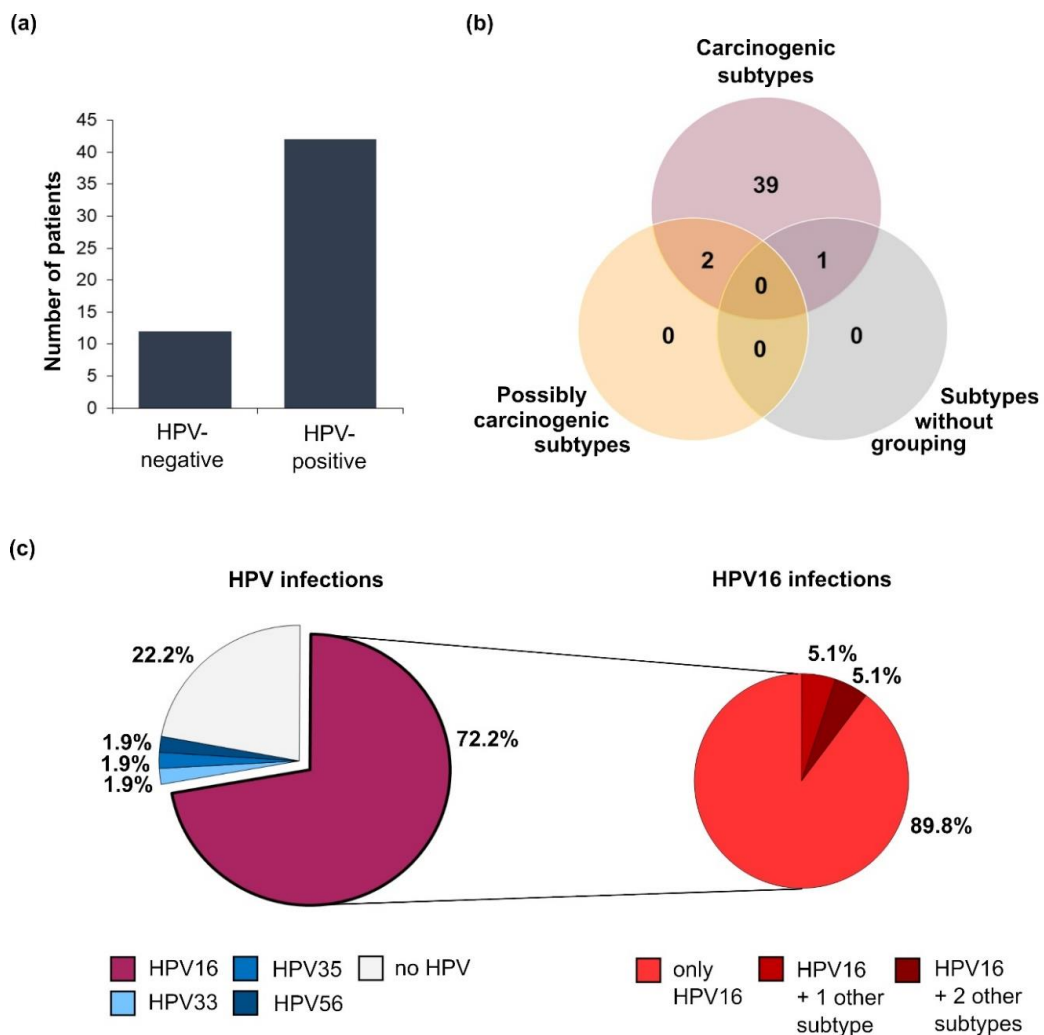 (a)
Number of patients
45
40
35
30
25
20
15
10
5
0
HPV-
negative
HPV-
positive
(b)
Carcinogenic
subtypes
39
2
1
0
0
0
0
Possibly
carcinogenic
subtypes
Subtypes
without
grouping
(c)
HPV infections
22.2%
1.9%
1.9%
1.9%
72.2%
HPV16 infections
5.1%
5.1%
89.8%
HPV16
HPV35
no HPV
HPV33
HPV56
only
HPV16
HPV16
+ 1 other
subtype
HPV16
+ 2 other
subtypes